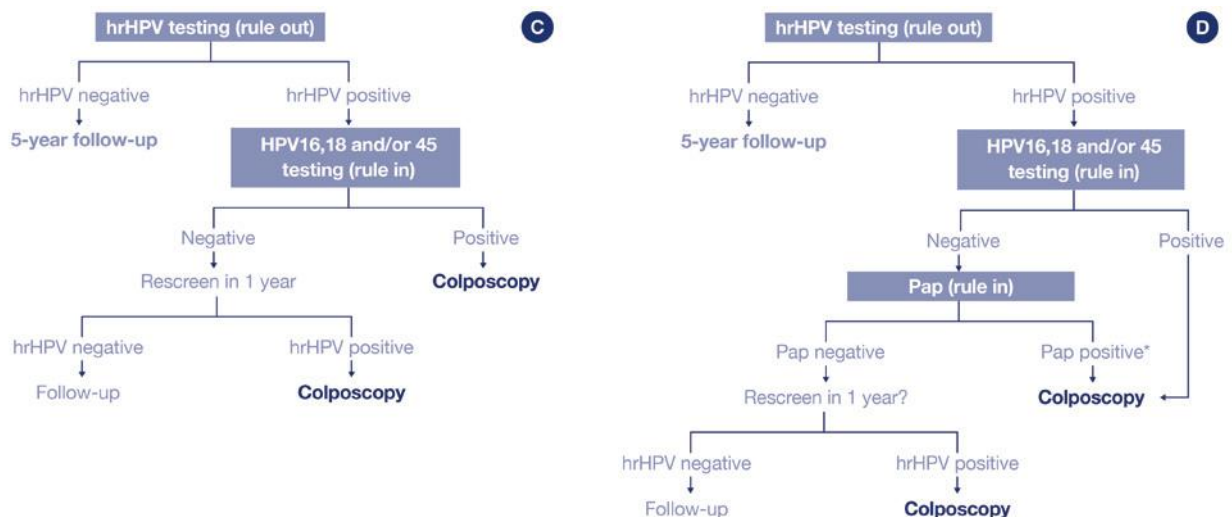 hrHPV testing (rule out)
C
hrHPV negative
hrHPV positive
5-year follow-up
HPV16,18 and/or 45
testing (rule in)
Negative
Positive
Rescreen in 1 year
Colposcopy
hrHPV negative
hrHPV positive
Follow-up
Colposcopy
hrHPV testing (rule out)
D
hrHPV negative
hrHPV positive
5-year follow-up
HPV16,18 and/or 45
testing (rule in)
Negative
Positive
Pap (rule in)
Pap negative
Pap positive*
Rescreen in 1 year?
Colposcopy
hrHPV negative
hrHPV positive
Follow-up
Colposcopy